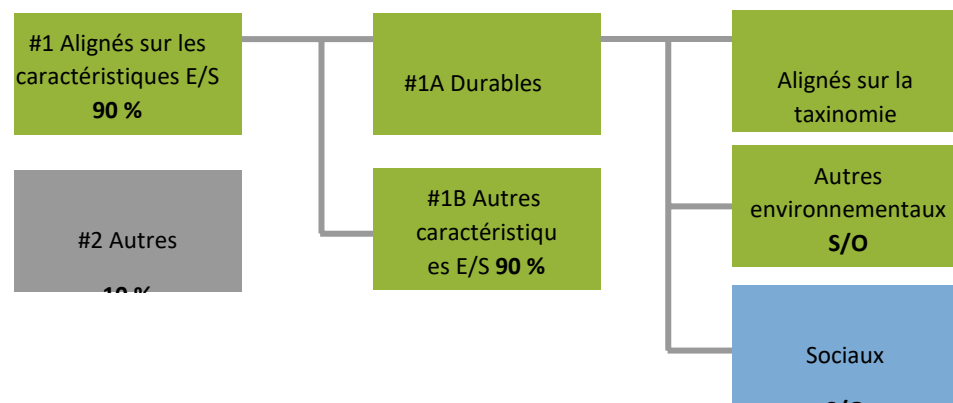 #1 Alignés sur les
caractéristiques E/S
90 %
#1A Durables
Alignés sur la
taxinomie
#2 Autres
#1B Autres
caractéristiqu
es E/S 90 %
Autres
environnementaux
S/O
Sociaux